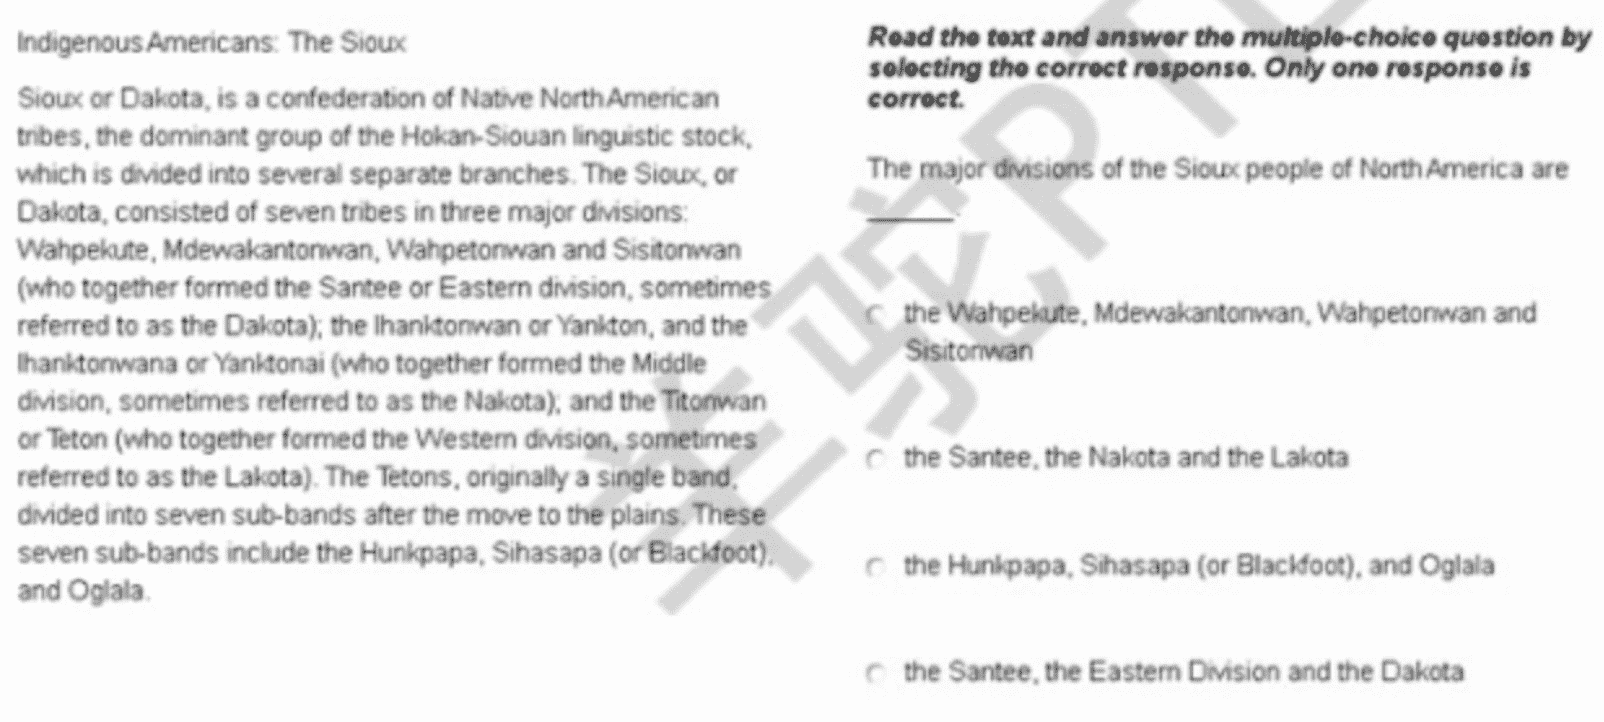 Indigenous Americans: The Sioux
Sioux or Dakota, is a confederation of Native North American
tribes, the dominant group of the Hokan-Siouan linguistic stock,
which is divided into several separate branches. The Sioux, or
Dakota, consisted of seven tribes in three major divisions:
Wahpekute, Mdewakantonwan, Wahpetonwan and Sisitonwan
(who together formed the Santee or Eastern division, sometimes
referred to as the Dakota); the Ihanktonwan or Yankton, and the
Ihanktonwana or Yanktonai (who together formed the Middle
division, sometimes referred to as the Nakota); and the Titonwan
or Teton (who together formed the Western division, sometimes
referred to as the Lakota). The Tetons, originally a single band,
divided into seven sub-bands after the move to the plains. These
seven sub-bands include the Hunkpapa, Sihasapa (or Blackfoot),
and Oglala.
Read the text and answer the multiple-choice question by
selecting the correct response. Only one response is
correct.
The major divisions of the Sioux people of North America are
________.
the Wahpekute, Mdewakantonwan, Wahpetonwan and
Sisitonwan
the Santee, the Nakota and the Lakota
the Hunkpapa, Sihasapa (or Blackfoot), and Oglala
the Santee, the Eastern Division and the Dakota
羊驼PTE